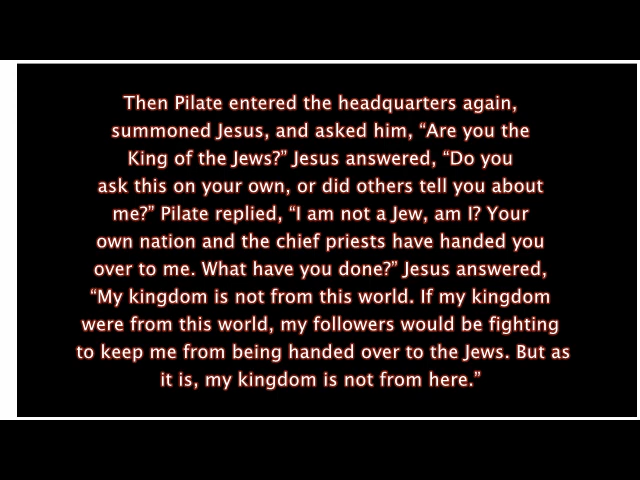 Then Pilate entered the headquarters again,
summoned Jesus, and asked him, “Are you the
King of the Jews?” Jesus answered, “Do you
ask this on your own, or did others tell you about
me?” Pilate replied, “I am not a Jew, am I? Your
own nation and the chief priests have handed you
over to me. What have you done?” Jesus answered,
“My kingdom is not from this world. If my kingdom
were from this world, my followers would be fighting
to keep me from being handed over to the Jews. But as
it is, my kingdom is not from here.”